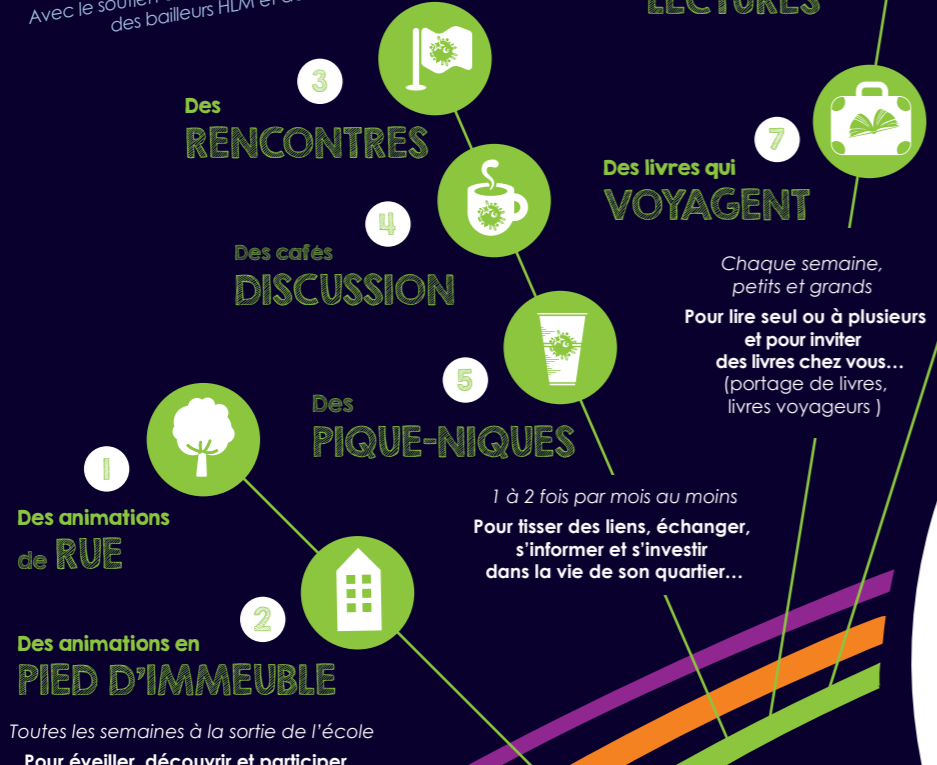 Avec le soutien
des bailleurs HLM et
LECTURES
3
Des
RENCONTRES
7
Des livres qui
VOYAGENT
4
Des cafés
DISCUSSION
Chaque semaine,
petits et grands
Pour lire seul ou à plusieurs
et pour inviter
des livres chez vous…
(portage de livres,
livres voyageurs )
5
Des
PIQUE-NIQUES
1 à 2 fois par mois au moins
Pour tisser des liens, échanger,
s'informer et s'investir
dans la vie de son quartier…
1
Des animations
de RUE
2
Des animations en
PIED D'IMMEUBLE
Toutes les semaines à la sortie de l'école
Pour éveiller, découvrir et participer